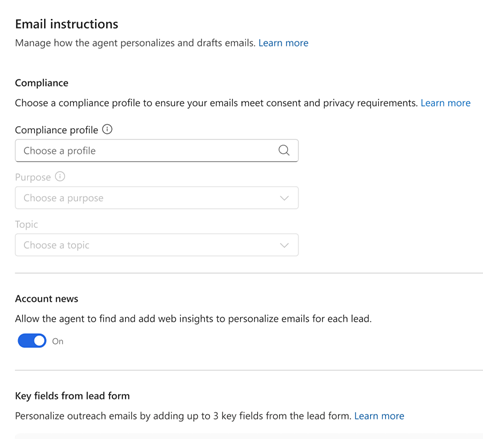 Email instructions
Manage how the agent personalizes and drafts emails. Learn more
Compliance
Choose a compliance profile to ensure your emails meet consent and privacy requirements. Learn more
Compliance profile
Choose a profile
Purpose
Choose a purpose
Topic
Choose a topic
Account news
Allow the agent to find and add web insights to personalize emails for each lead.
On
Key fields from lead form
Personalize outreach emails by adding up to 3 key fields from the lead form. Learn more